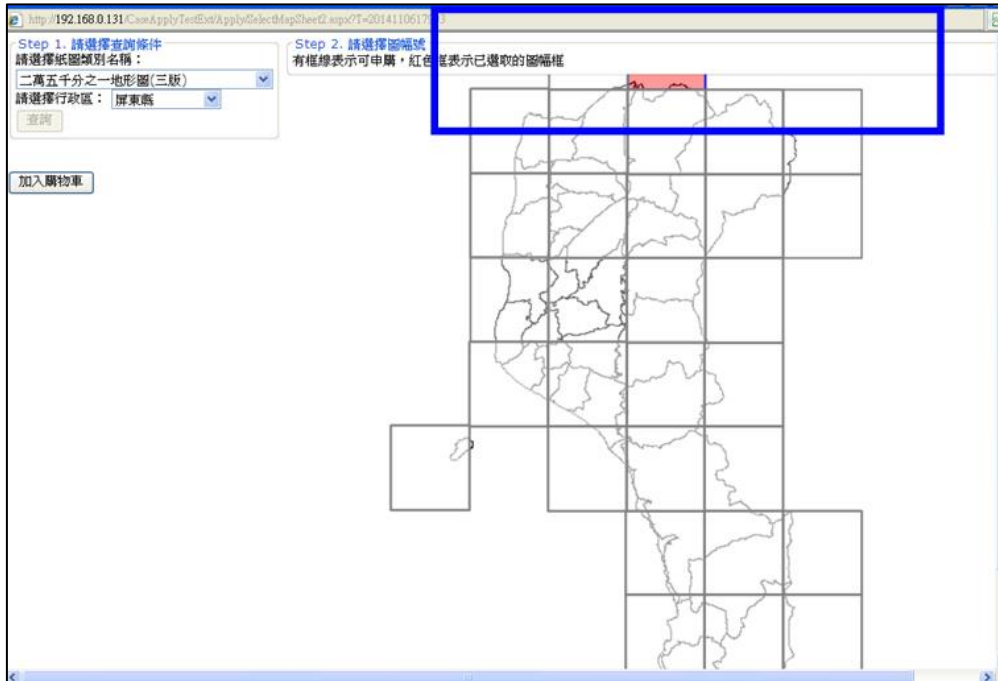 http://192.168.0.131/CaseApplyTestExt/Apply/SelectMapSheet2.aspx?T=2014110617
Step 1. 請選擇查詢條件
請選擇紙圖類別名稱：
二萬五千分之一地形圖(三版)
請選擇行政區： 屏東縣
查詢
加入購物車
Step 2. 請選擇圖幅號
有框線表示可申購，紅色框表示已選取的圖幅框